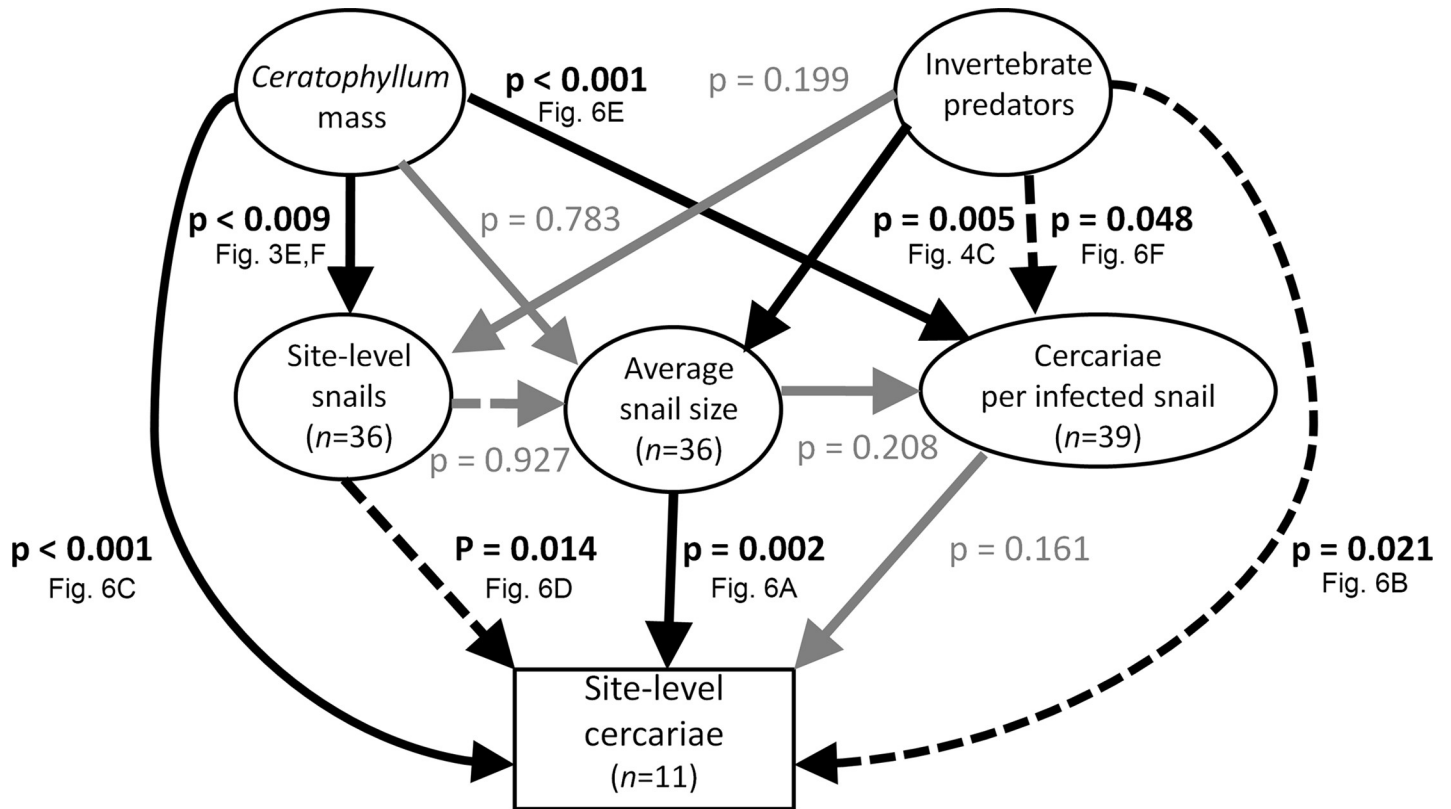 Ceratophyllum
mass
Invertebrate
predators
p < 0.001
Fig. 6E
p = 0.199
p < 0.009
Fig. 3E,F
p = 0.783
p = 0.005
Fig. 4C
p = 0.048
Fig. 6F
Site-level
snails
(n=36)
Average
snail size
(n=36)
Cercariae
per infected snail
(n=39)
p = 0.927
p = 0.208
p < 0.001
Fig. 6C
P = 0.014
Fig. 6D
p = 0.002
Fig. 6A
p = 0.161
p = 0.021
Fig. 6B
Site-level
cercariae
(n=11)